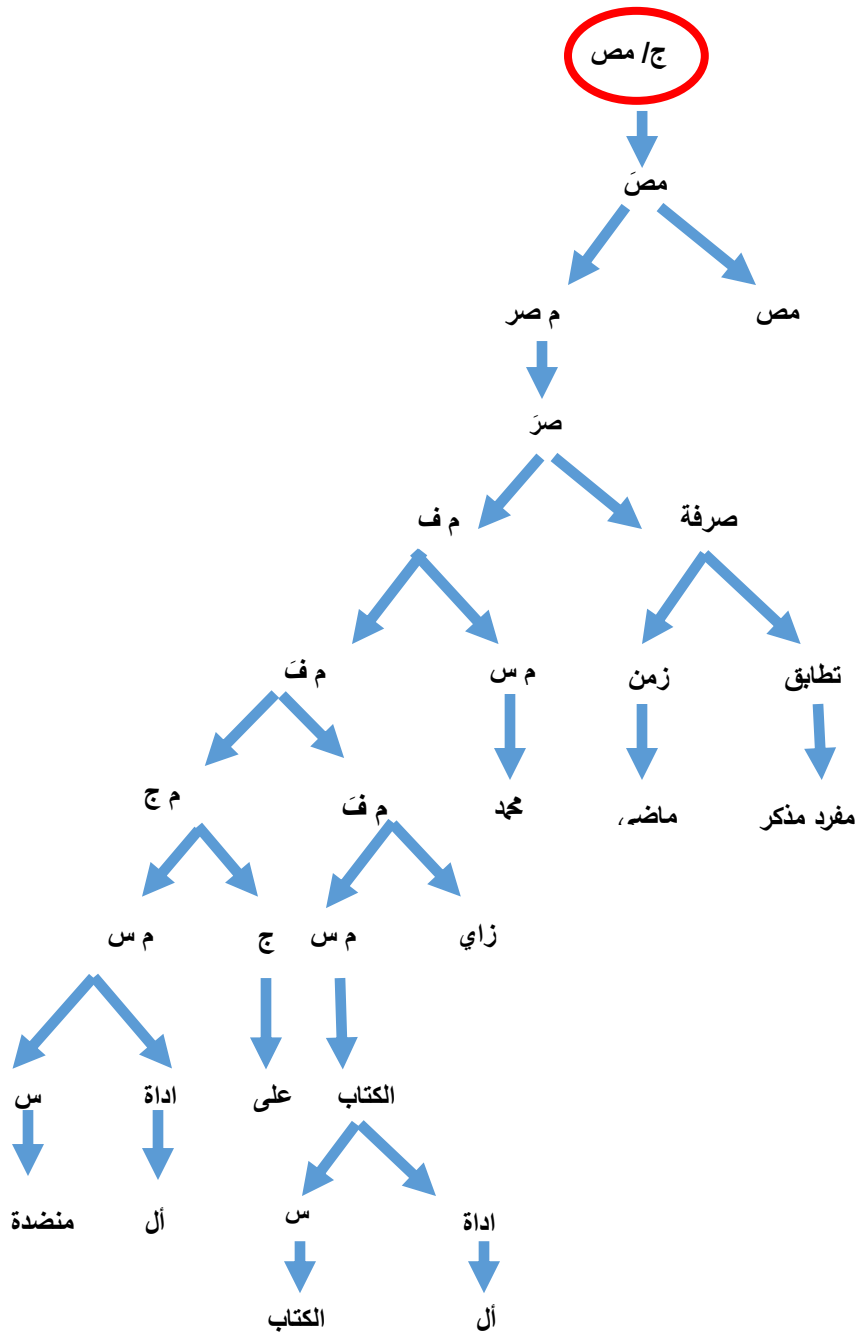 ج/ مص
مصَ
مص
م صر
صرَ
صرفة
م ف
تطابق
زمن
م س
م فَ
مفرد مذكر
ماضي
محمد
م فَ
م ج
زاي
م س
ج
م س
الكتاب
على
اداة
س
اداة
س
أل
منضدة
أل
الكتاب